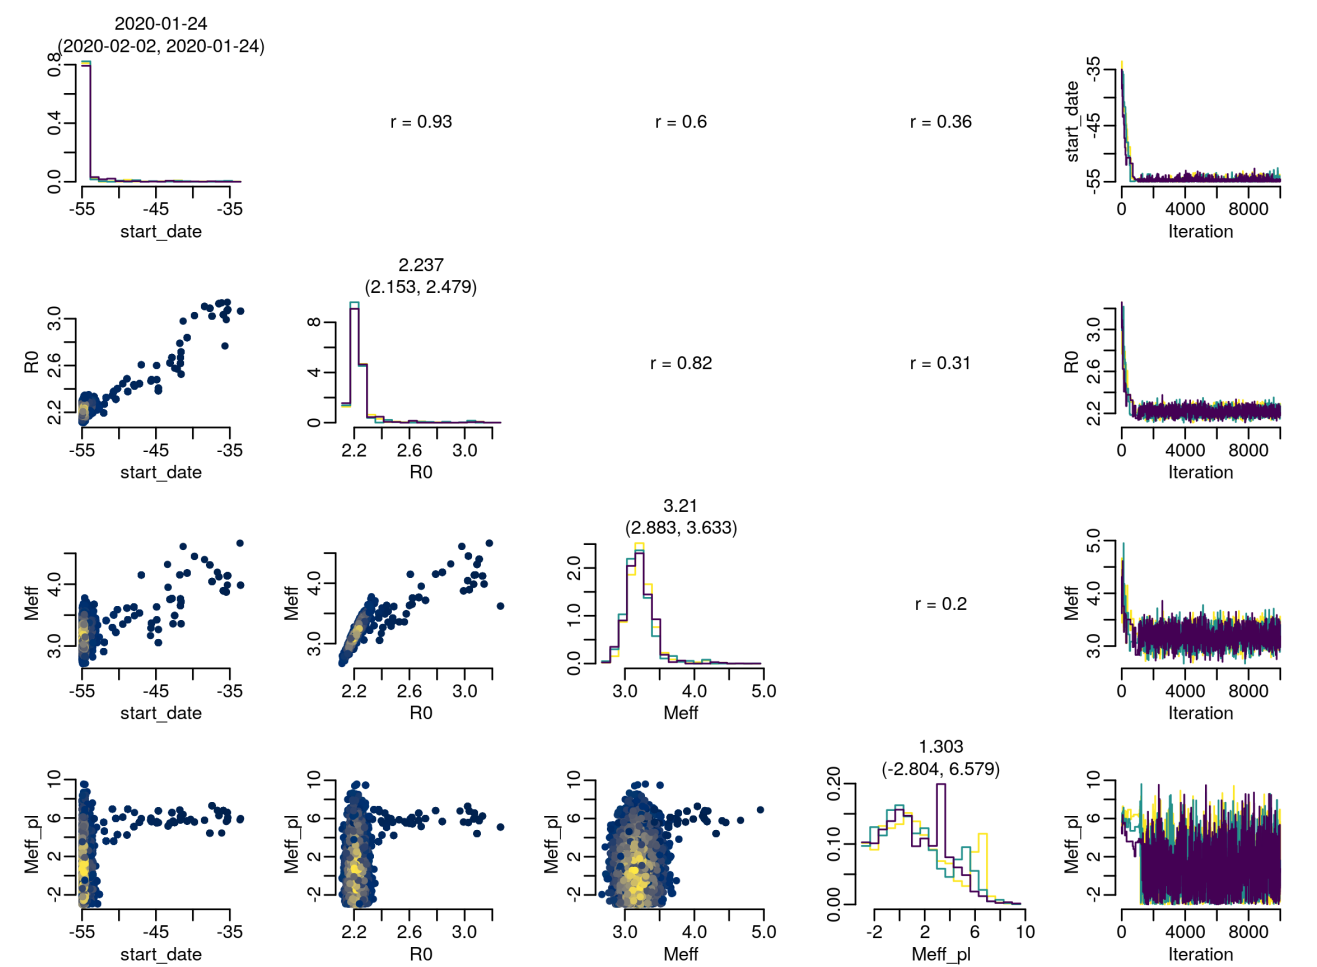 2020-01-24
(2020-02-02, 2020-01-24)
0.0 0.4 0.8
-55 -45 -35
start_date
r = 0.93
r = 0.6
r = 0.36
start_date
-55 -45 -35
0 4000 8000
Iteration
R0
2.2 2.6 3.0
-55 -45 -35
start_date
2.237
(2.153, 2.479)
0 4 8
2.2 2.6 3.0
R0
r = 0.82
r = 0.31
R0
2.2 2.6 3.0
0 4000 8000
Iteration
Meff
3.0 4.0
-55 -45 -35
start_date
Meff
3.0 4.0
2.2 2.6 3.0
R0
3.21
(2.883, 3.633)
0.0 1.0 2.0
3.0 4.0 5.0
Meff
r = 0.2
Meff
3.0 4.0 5.0
0 4000 8000
Iteration
Meff_pl
-2 2 6 10
-55 -45 -35
start_date
Meff_pl
-2 2 6 10
2.2 2.6 3.0
R0
Meff_pl
-2 2 6 10
3.0 4.0 5.0
Meff
1.303
(-2.804, 6.579)
0.00 0.10 0.20
-2 2 6 10
Meff_pl
Meff_pl
-2 2 6 10
0 4000 8000
Iteration